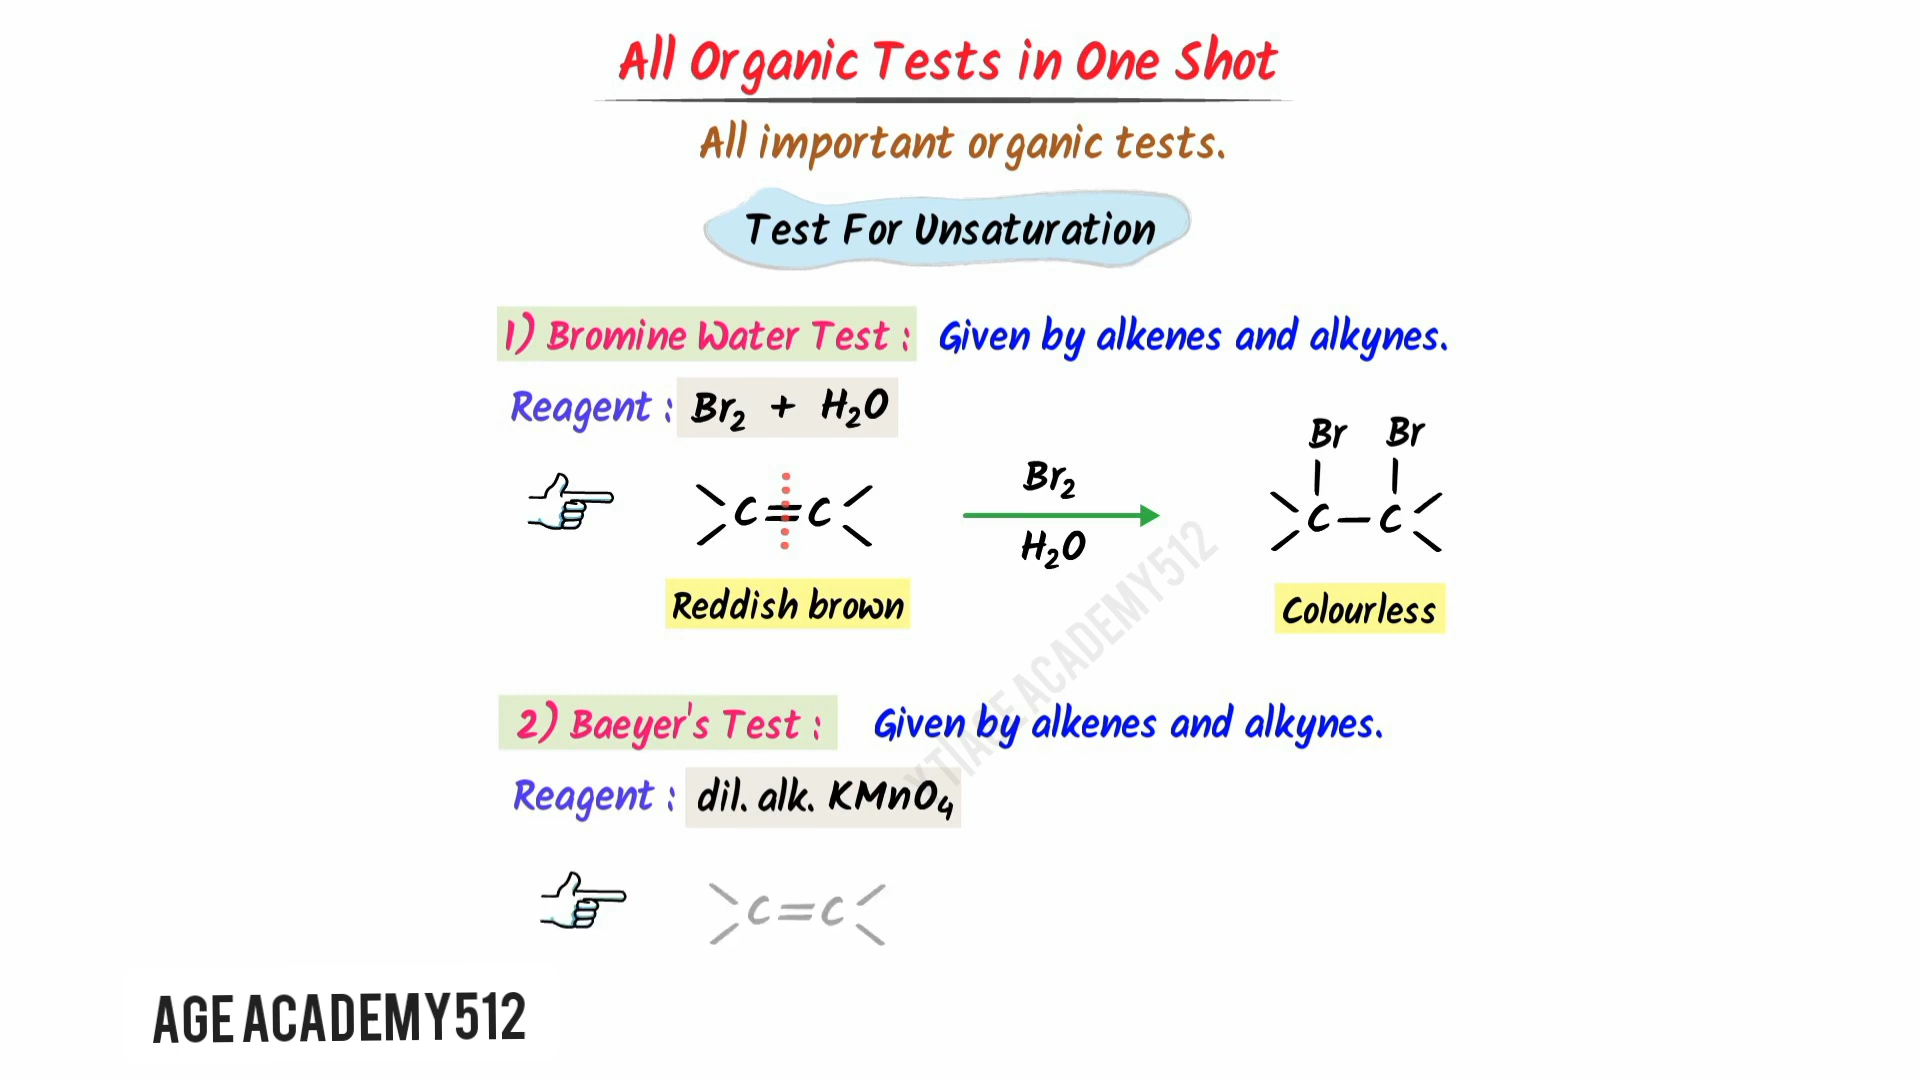 All Organic Tests in One Shot
All important organic tests.
Test For Unsaturation
1) Bromine Water Test : Given by alkenes and alkynes.
Reagent : Br₂ + H₂O
C=C
Br₂
H₂O
Br Br
C–C
Reddish brown
Colourless
2) Baeyer's Test : Given by alkenes and alkynes.
Reagent : dil. alk. KMnO₄
C=C
AGE ACADEMY512
AGE ACADEMY512